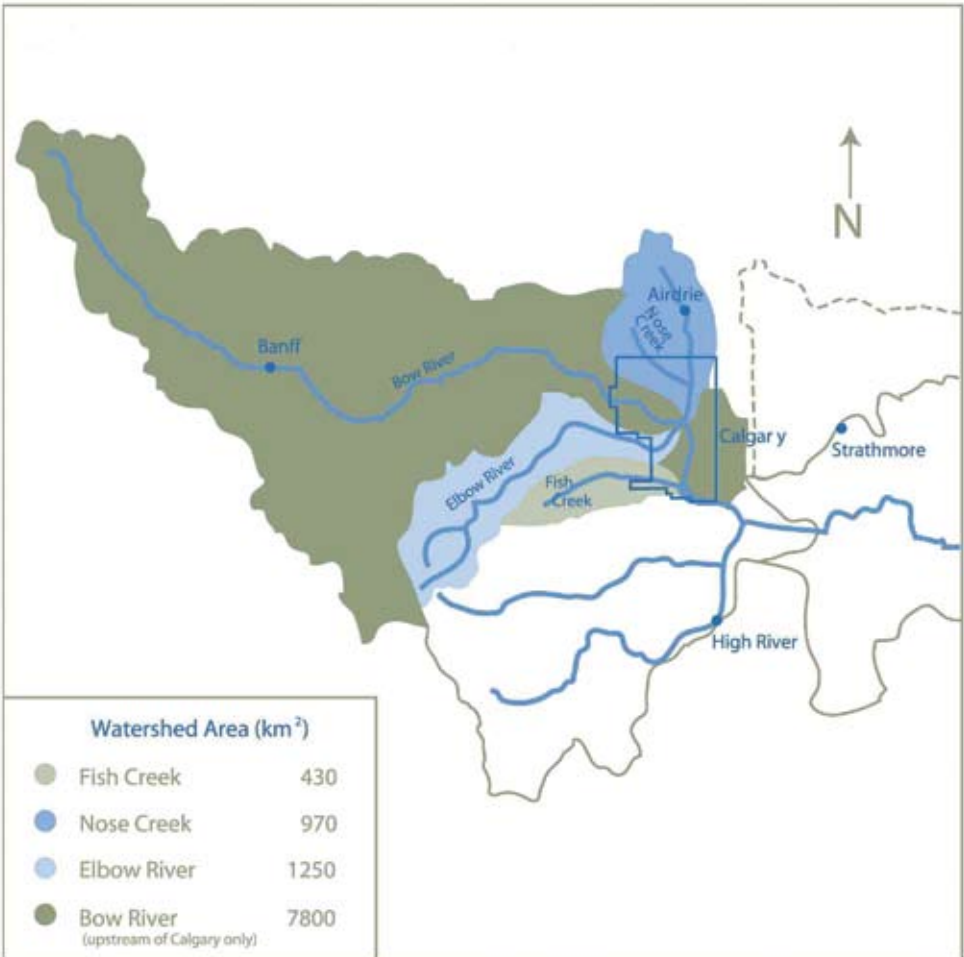 N
Airdrie
Nose
Creek
Banff
Bow River
Calgar y
Strathmore
Elbow River
Fish
Creek
High River
Watershed Area (km²)
Fish Creek 430
Nose Creek 970
Elbow River 1250
Bow River 7800
(upstream of Calgary only)